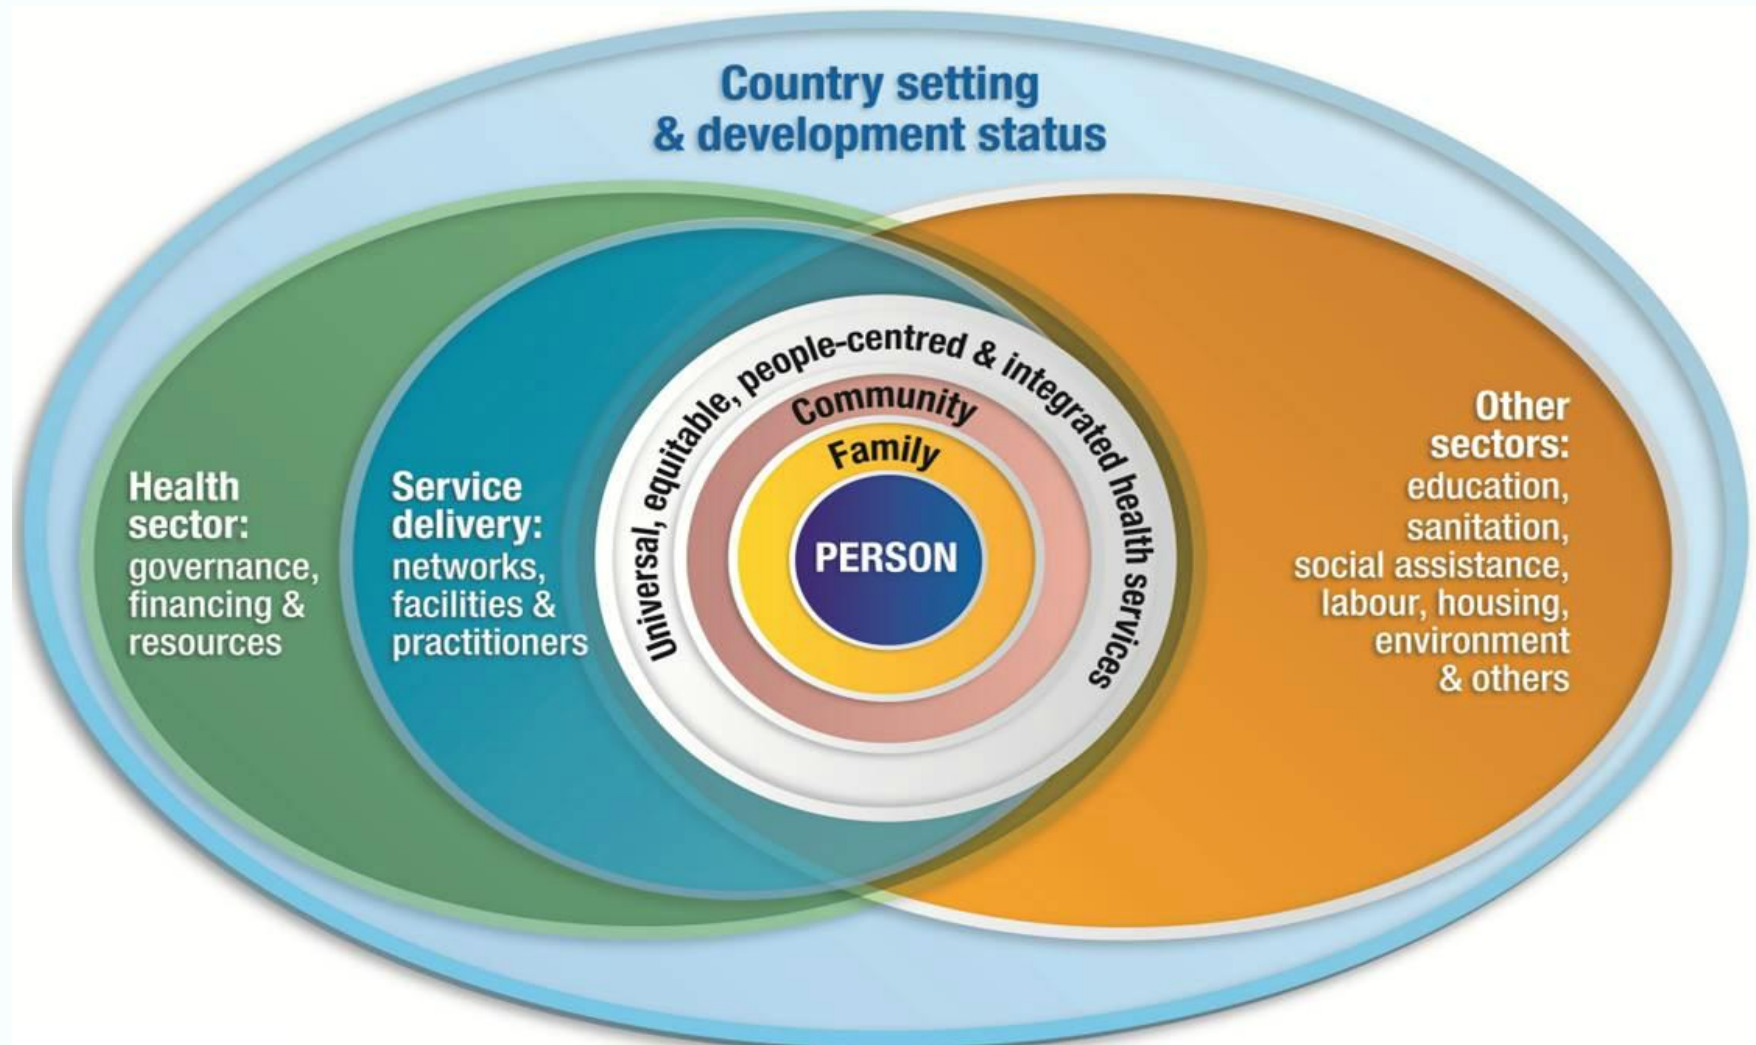 Country setting
& development status
Health
sector:
governance,
financing &
resources
Service
delivery:
networks,
facilities &
practitioners
Universal, equitable, people-centred & integrated health services
Community
Family
PERSON
Other
sectors:
education,
sanitation,
social assistance,
labour, housing,
environment
& others